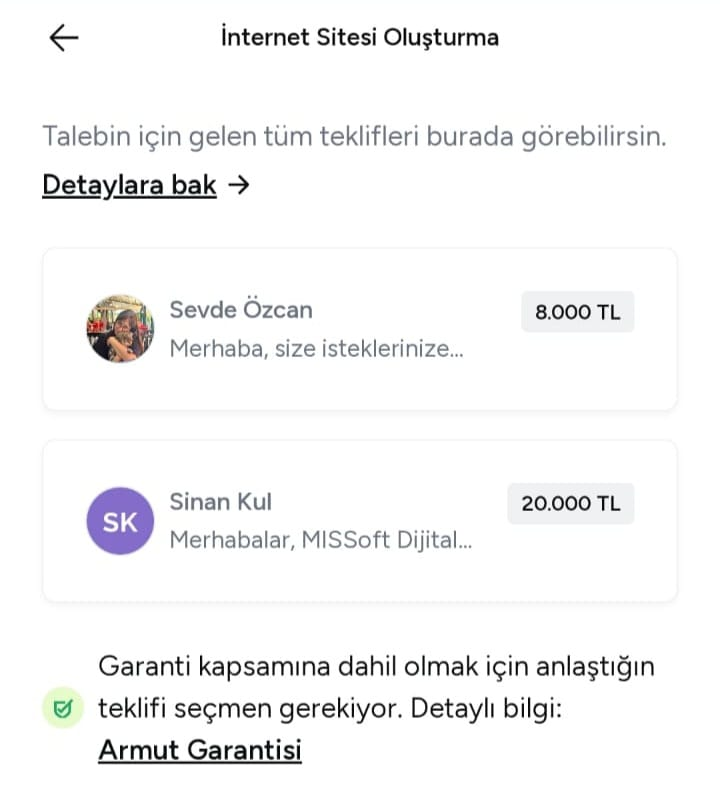 İnternet Sitesi Oluşturma
Talebin için gelen tüm teklifleri burada görebilirsin.
Detaylara bak →
Sevde Özcan
8.000 TL
Merhaba, size isteklerinize...
SK
Sinan Kul
20.000 TL
Merhabalar, MISSoft Dijital...
Garanti kapsamına dahil olmak için anlaştığın
teklifi seçmen gerekiyor. Detaylı bilgi:
Armut Garantisi